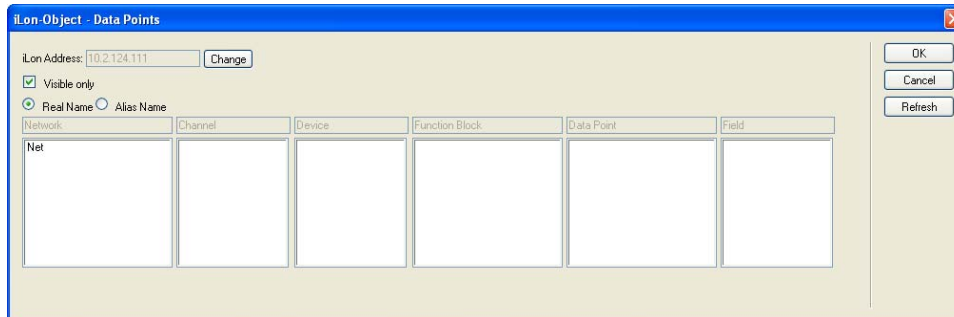 iLon-Object - Data Points
iLon Address: 10.2.124.111 Change
Visible only
Real Name Alias Name
Network Channel Device Function Block Data Point Field
Net
OK
Cancel
Refresh